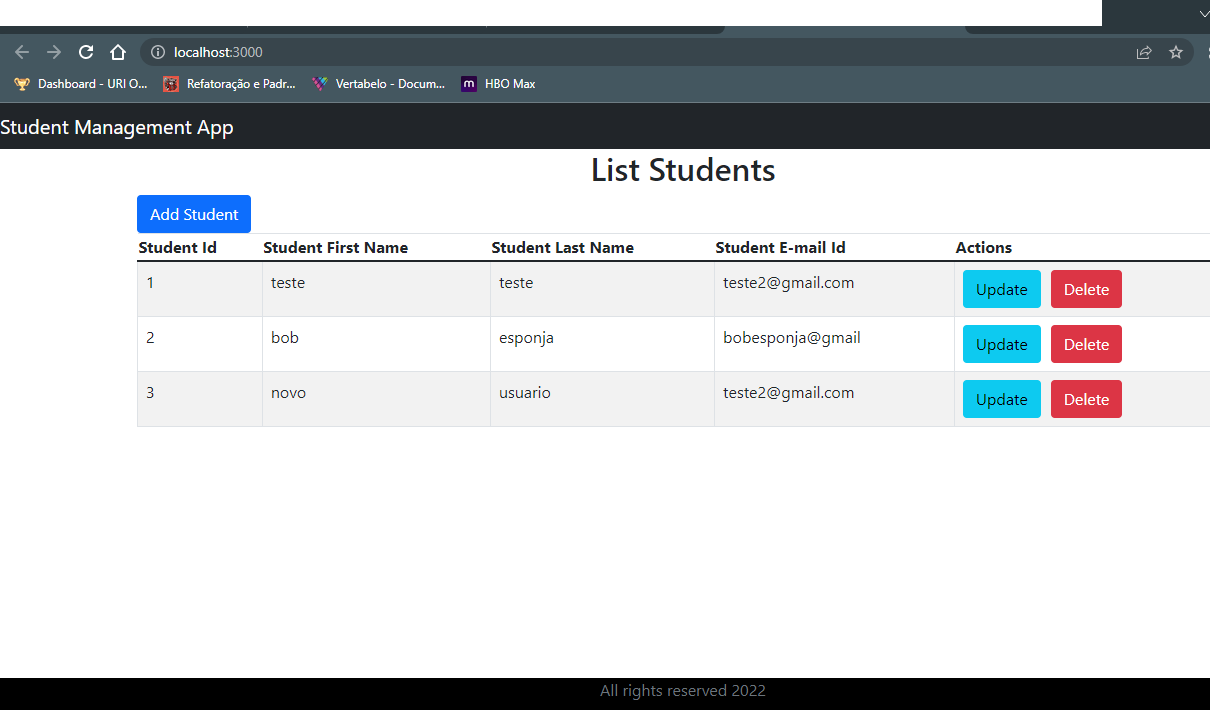 localhost:3000
Dashboard - URI O... Refatoração e Padr... Vertabelo - Docum... m HBO Max
Student Management App
List Students
Add Student
Student Id Student First Name Student Last Name Student E-mail Id Actions
1 teste teste teste2@gmail.com Update Delete
2 bob esponja bobesponja@gmail Update Delete
3 novo usuario teste2@gmail.com Update Delete
All rights reserved 2022